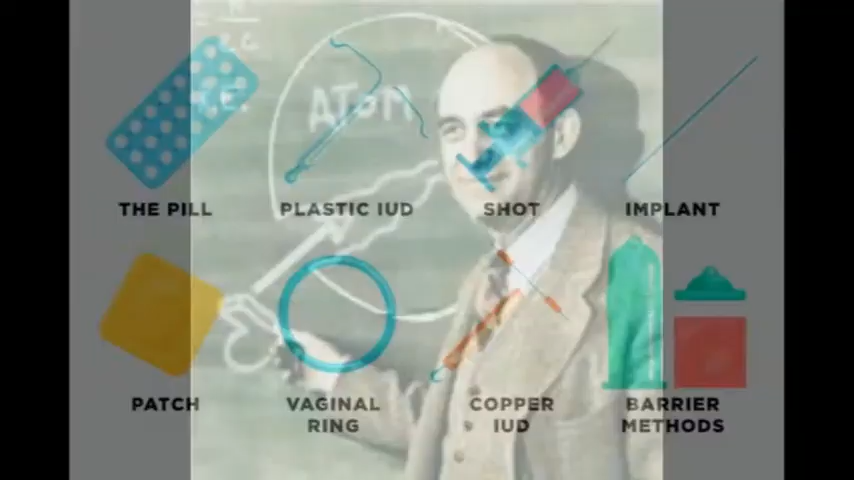 ATOM
THE PILL
PLASTIC IUD
SHOT
IMPLANT
PATCH
VAGINAL
RING
COPPER
IUD
BARRIER
METHODS